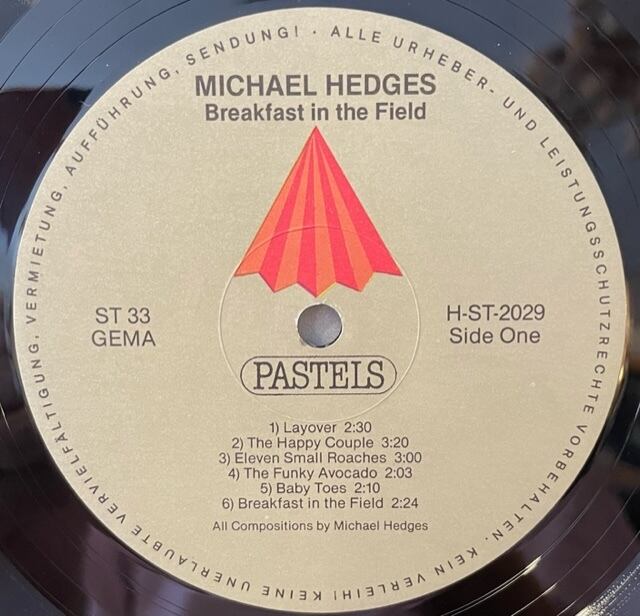 ALLE URHEBER- UND LEISTUNGSSCHUTZRECHTE VORBEHALTEN. KEIN VERLEIH! KEINE UNERLAUBTE VERVIELFÄLTIGUNG, VERMIETUNG, AUFFÜHRUNG, SENDUNG! ·
MICHAEL HEDGES
Breakfast in the Field
ST 33
GEMA
H-ST-2029
Side One
PASTELS
1) Layover 2:30
2) The Happy Couple 3:20
3) Eleven Small Roaches 3:00
4) The Funky Avocado 2:03
5) Baby Toes 2:10
6) Breakfast in the Field 2:24
All Compositions by Michael Hedges